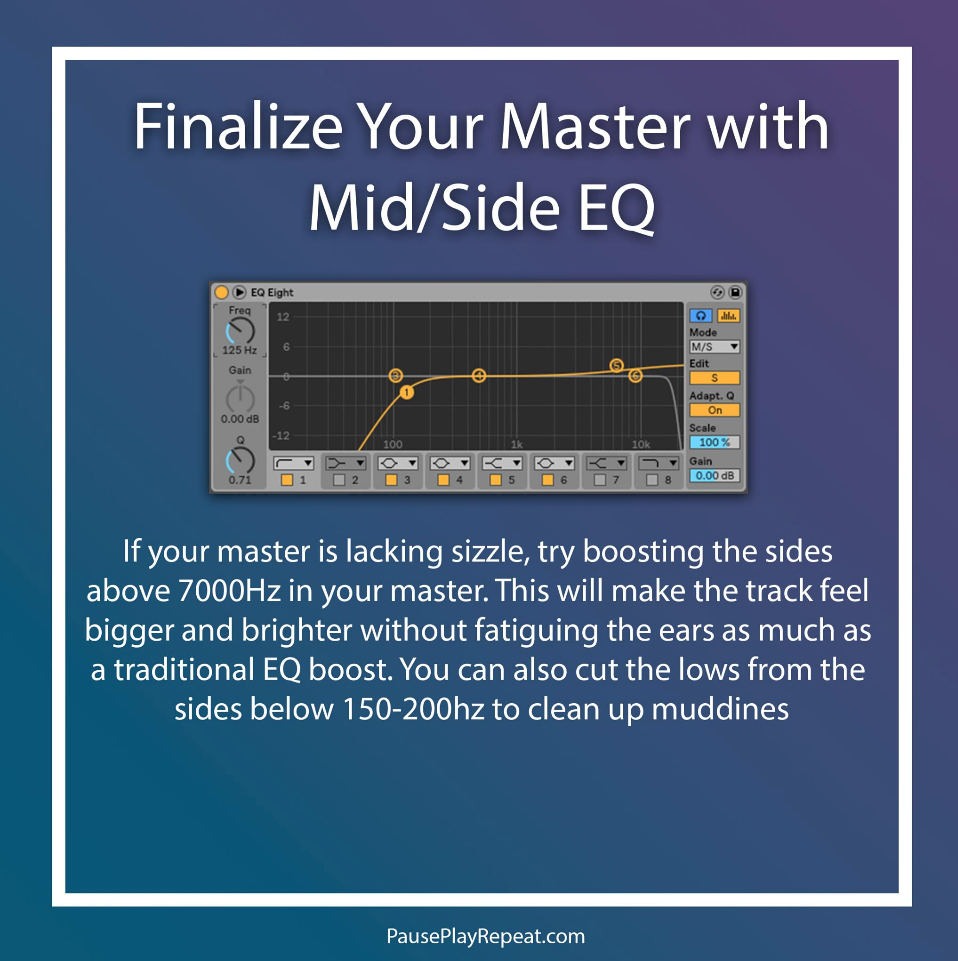 Finalize Your Master with
Mid/Side EQ
EQ Eight
Freq
125 Hz
Gain
0.00 dB
Q
0.71
12
6
0
-6
-12
100
1k
10k
3
1
4
5
6
Mode
M/S
Edit
S
Adapt. Q
On
Scale
100 %
Gain
0.00 dB
1 2 3 4 5 6 7 8
If your master is lacking sizzle, try boosting the sides
above 7000Hz in your master. This will make the track feel
bigger and brighter without fatiguing the ears as much as
a traditional EQ boost. You can also cut the lows from the
sides below 150-200hz to clean up muddines
PausePlayRepeat.com